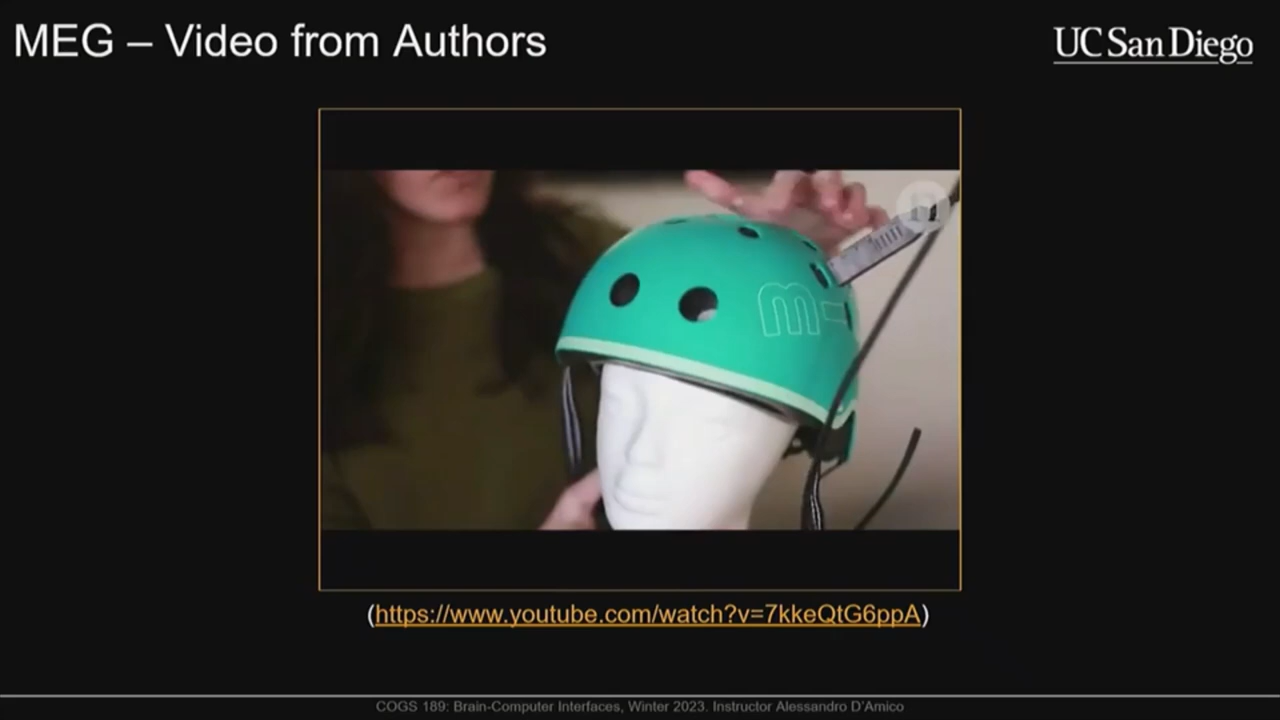 MEG – Video from Authors
UC San Diego
m
(https://www.youtube.com/watch?v=7kkeQtG6ppA)
COGS 189: Brain-Computer Interfaces, Winter 2023. Instructor Alessandro D'Amico